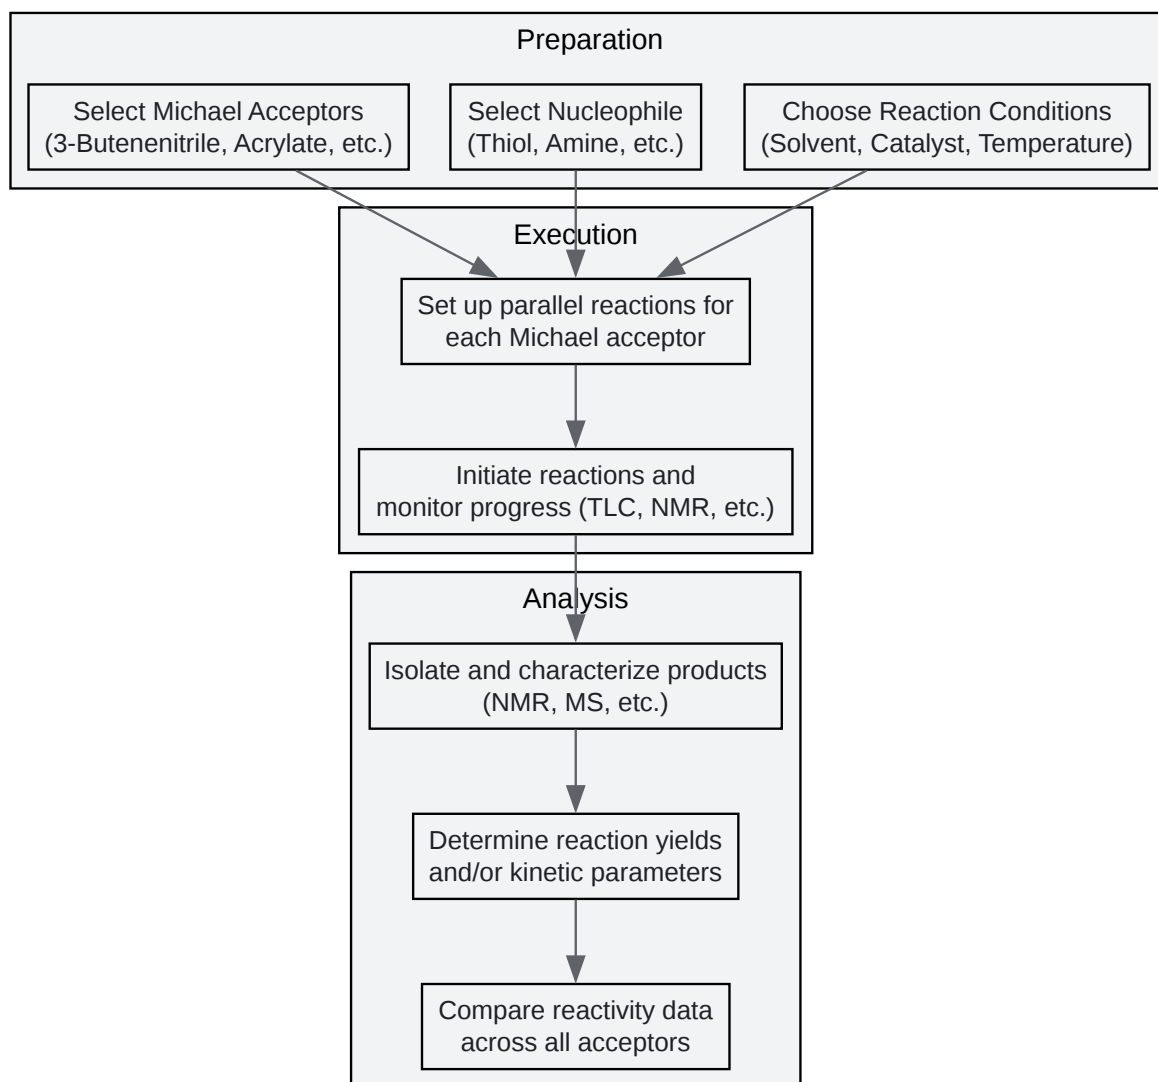 Preparation
Select Michael Acceptors
(3-Butenenitrile, Acrylate, etc.)
Select Nucleophile
(Thiol, Amine, etc.)
Choose Reaction Conditions
(Solvent, Catalyst, Temperature)
Execution
Set up parallel reactions for
each Michael acceptor
Initiate reactions and
monitor progress (TLC, NMR, etc.)
Analysis
Isolate and characterize products
(NMR, MS, etc.)
Determine reaction yields
and/or kinetic parameters
Compare reactivity data
across all acceptors